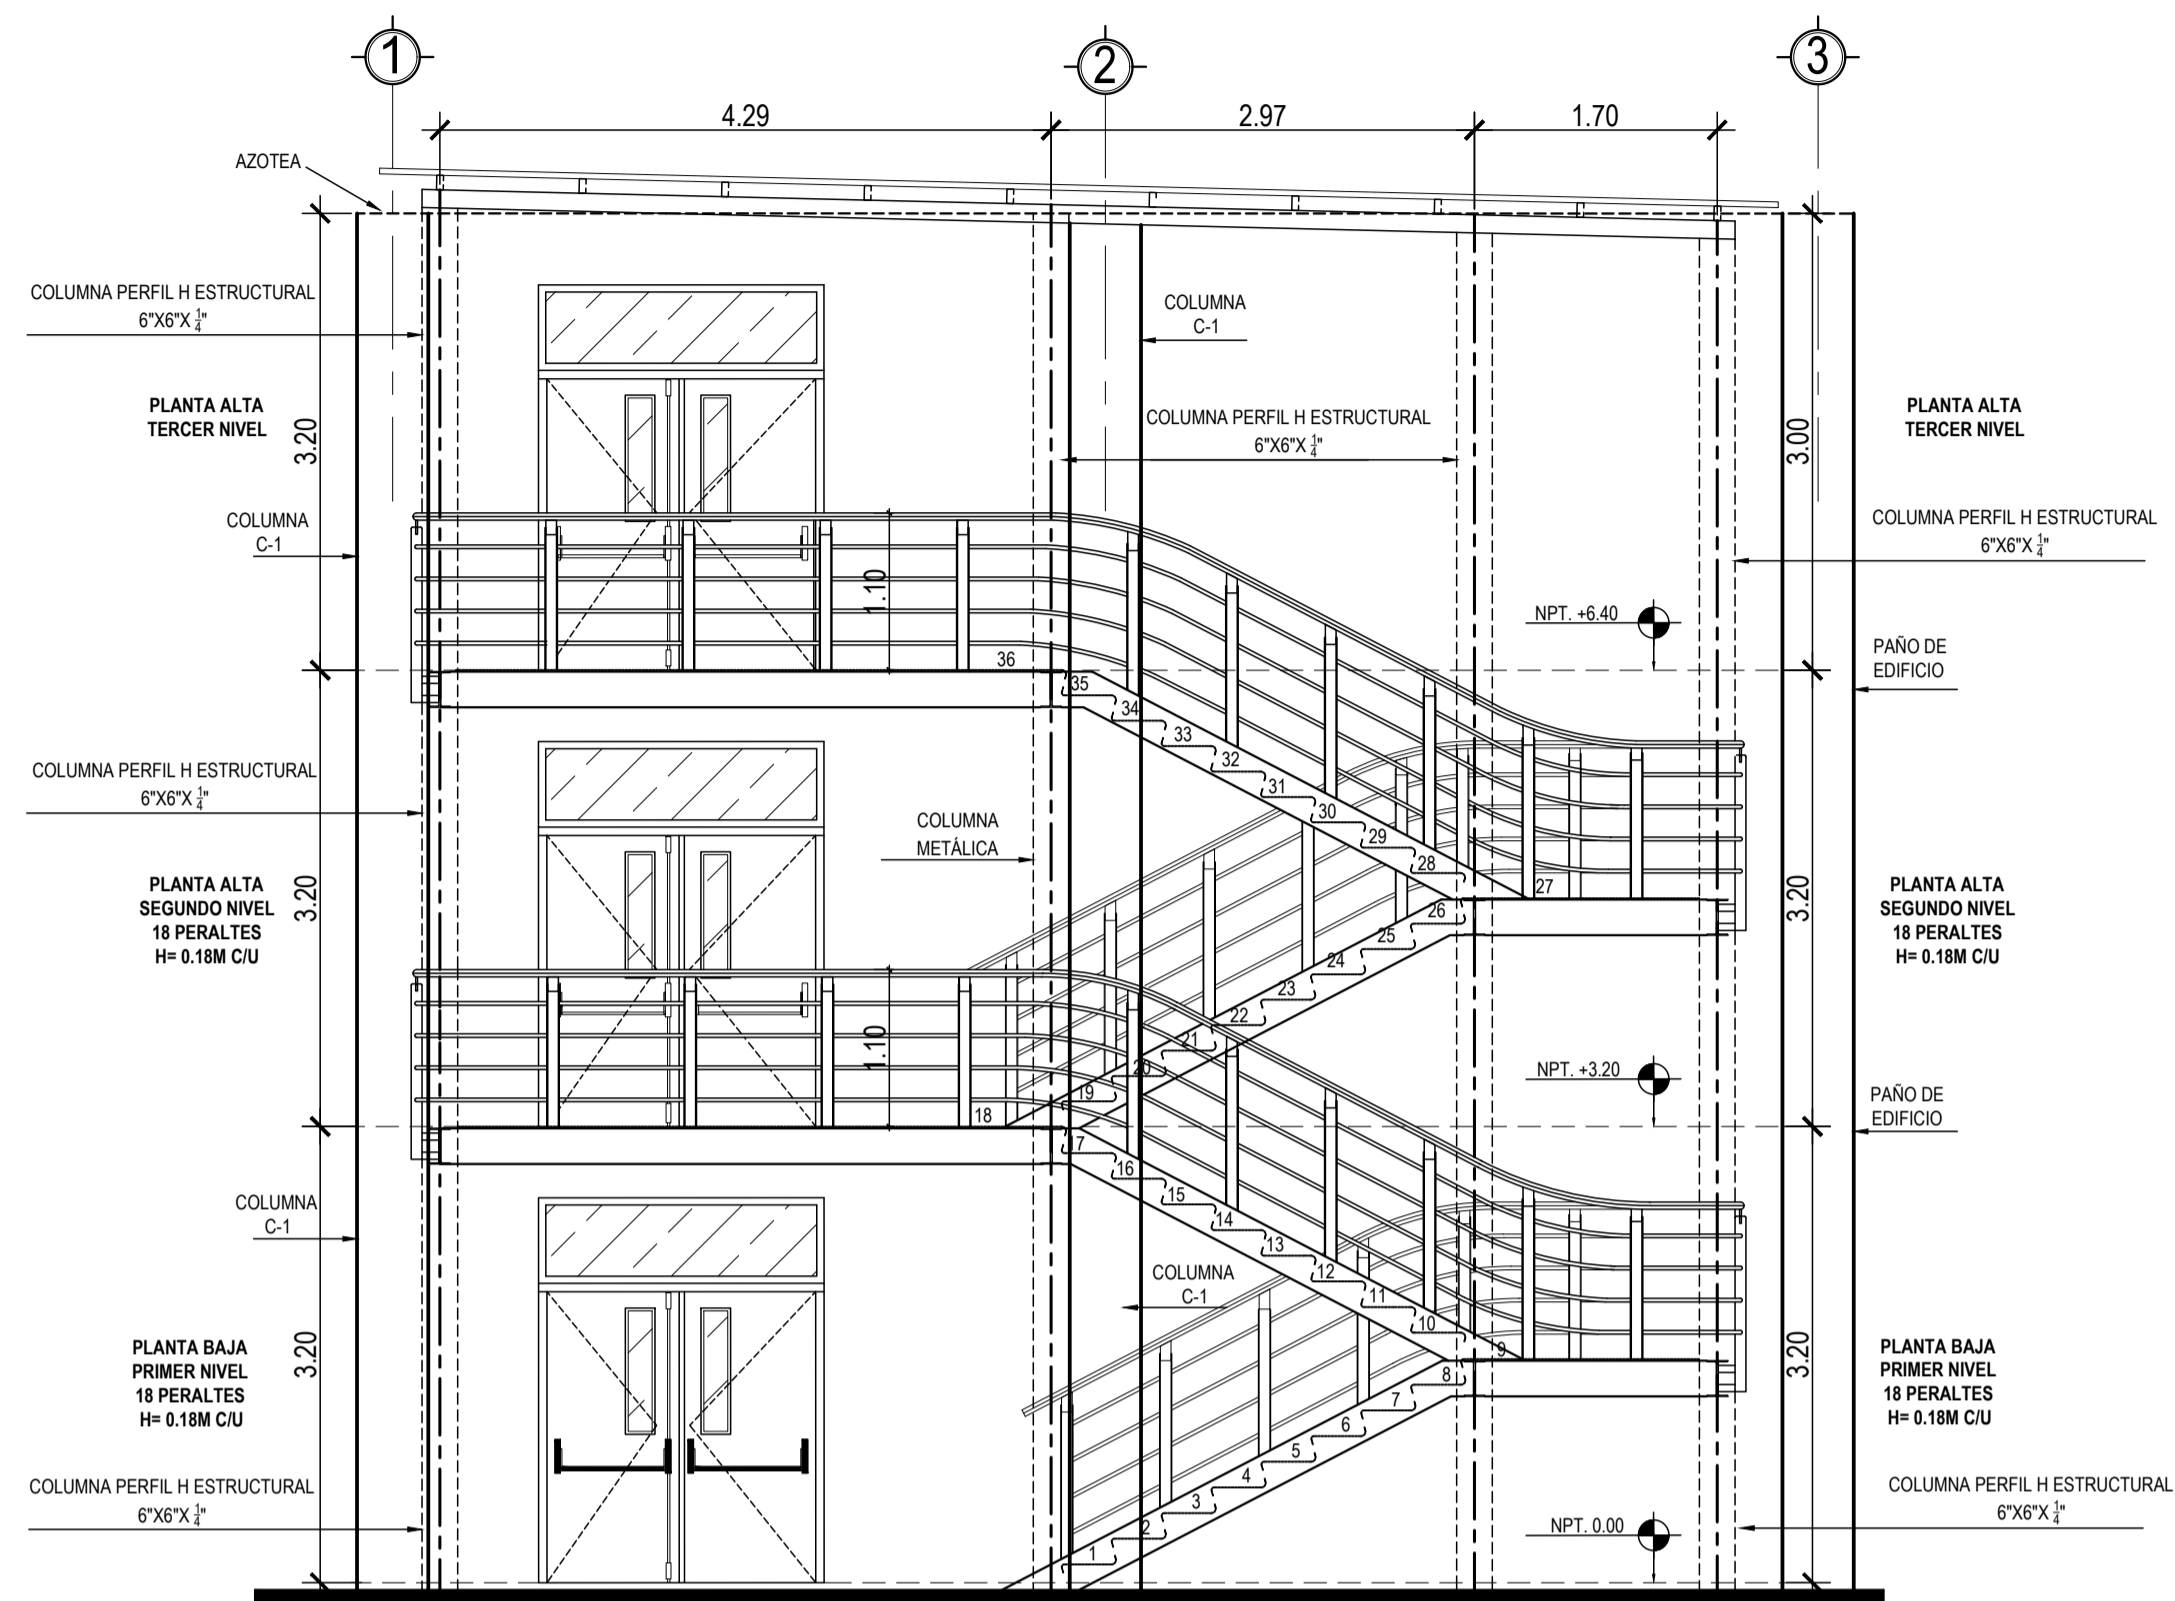 1
2
3
4.29
2.97
1.70
AZOTEA
COLUMNA PERFIL H ESTRUCTURAL
6"X6"X 1/4"
COLUMNA
C-1
PLANTA ALTA
TERCER NIVEL
3.20
COLUMNA PERFIL H ESTRUCTURAL
6"X6"X 1/4"
3.00
PLANTA ALTA
TERCER NIVEL
COLUMNA
C-1
COLUMNA PERFIL H ESTRUCTURAL
6"X6"X 1/4"
1.10
NPT. +6.40
PAÑO DE
EDIFICIO
36
35
34
33
32
31
30
29
28
27
COLUMNA PERFIL H ESTRUCTURAL
6"X6"X 1/4"
COLUMNA
METÁLICA
PLANTA ALTA
SEGUNDO NIVEL
18 PERALTES
H= 0.18M C/U
3.20
3.20
PLANTA ALTA
SEGUNDO NIVEL
18 PERALTES
H= 0.18M C/U
26
25
24
23
22
21
20
19
18
1.10
NPT. +3.20
PAÑO DE
EDIFICIO
17
16
15
14
13
12
11
10
9
COLUMNA
C-1
COLUMNA
C-1
PLANTA BAJA
PRIMER NIVEL
18 PERALTES
H= 0.18M C/U
3.20
3.20
PLANTA BAJA
PRIMER NIVEL
18 PERALTES
H= 0.18M C/U
8
7
6
5
4
3
2
1
COLUMNA PERFIL H ESTRUCTURAL
6"X6"X 1/4"
NPT. 0.00
COLUMNA PERFIL H ESTRUCTURAL
6"X6"X 1/4"